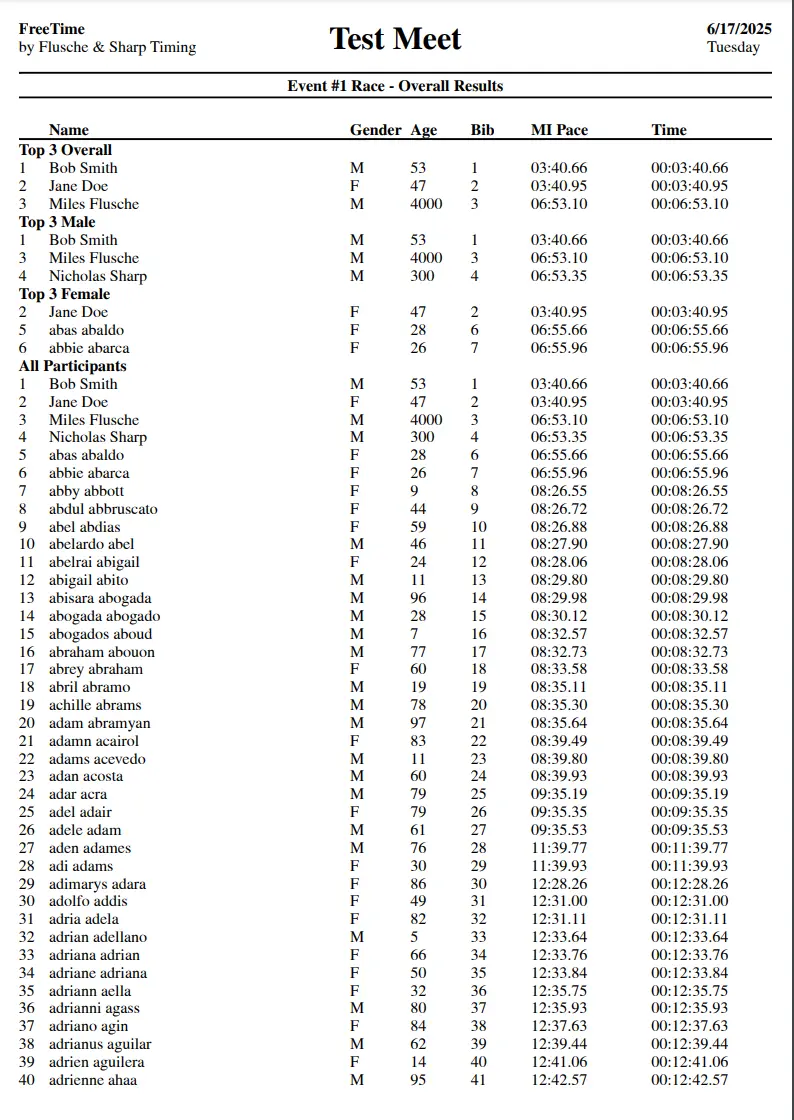 FreeTime
by Flusche & Sharp Timing
Test Meet
6/17/2025
Tuesday
Event #1 Race - Overall Results
Name Gender Age Bib MI Pace Time
Top 3 Overall
1 Bob Smith M 53 1 03:40.66 00:03:40.66
2 Jane Doe F 47 2 03:40.95 00:03:40.95
3 Miles Flusche M 4000 3 06:53.10 00:06:53.10
Top 3 Male
1 Bob Smith M 53 1 03:40.66 00:03:40.66
3 Miles Flusche M 4000 3 06:53.10 00:06:53.10
4 Nicholas Sharp M 300 4 06:53.35 00:06:53.35
Top 3 Female
2 Jane Doe F 47 2 03:40.95 00:03:40.95
5 abas abaldo F 28 6 06:55.66 00:06:55.66
6 abbie abarca F 26 7 06:55.96 00:06:55.96
All Participants
1 Bob Smith M 53 1 03:40.66 00:03:40.66
2 Jane Doe F 47 2 03:40.95 00:03:40.95
3 Miles Flusche M 4000 3 06:53.10 00:06:53.10
4 Nicholas Sharp M 300 4 06:53.35 00:06:53.35
5 abas abaldo F 28 6 06:55.66 00:06:55.66
6 abbie abarca F 26 7 06:55.96 00:06:55.96
7 abby abbott F 9 8 08:26.55 00:08:26.55
8 abdul abbruscato F 44 9 08:26.72 00:08:26.72
9 abel abdias F 59 10 08:26.88 00:08:26.88
10 abelardo abel M 46 11 08:27.90 00:08:27.90
11 abelrai abigail F 24 12 08:28.06 00:08:28.06
12 abigail abito M 11 13 08:29.80 00:08:29.80
13 abisara abogada M 96 14 08:29.98 00:08:29.98
14 abogada abogado M 28 15 08:30.12 00:08:30.12
15 abogados aboud M 7 16 08:32.57 00:08:32.57
16 abraham abouon M 77 17 08:32.73 00:08:32.73
17 abrey abraham F 60 18 08:33.58 00:08:33.58
18 abril abramo M 19 19 08:35.11 00:08:35.11
19 achille abrams M 78 20 08:35.30 00:08:35.30
20 adam abramyan M 97 21 08:35.64 00:08:35.64
21 adamn acairol F 83 22 08:39.49 00:08:39.49
22 adams acevedo M 11 23 08:39.80 00:08:39.80
23 adan acosta M 60 24 08:39.93 00:08:39.93
24 adar acra M 79 25 09:35.19 00:09:35.19
25 adel adair F 79 26 09:35.35 00:09:35.35
26 adele adam M 61 27 09:35.53 00:09:35.53
27 aden adames M 76 28 11:39.77 00:11:39.77
28 adi adams F 30 29 11:39.93 00:11:39.93
29 adimarys adara F 86 30 12:28.26 00:12:28.26
30 adolfo addis F 49 31 12:31.00 00:12:31.00
31 adria adela F 82 32 12:31.11 00:12:31.11
32 adrian adellano M 5 33 12:33.64 00:12:33.64
33 adriana adrian F 66 34 12:33.76 00:12:33.76
34 adriane adriana F 50 35 12:33.84 00:12:33.84
35 adriann aella F 32 36 12:35.75 00:12:35.75
36 adrianni agass M 80 37 12:35.93 00:12:35.93
37 adriano agin F 84 38 12:37.63 00:12:37.63
38 adrianus aguilar M 62 39 12:39.44 00:12:39.44
39 adrien aguilera F 14 40 12:41.06 00:12:41.06
40 adrienne ahaa M 95 41 12:42.57 00:12:42.57